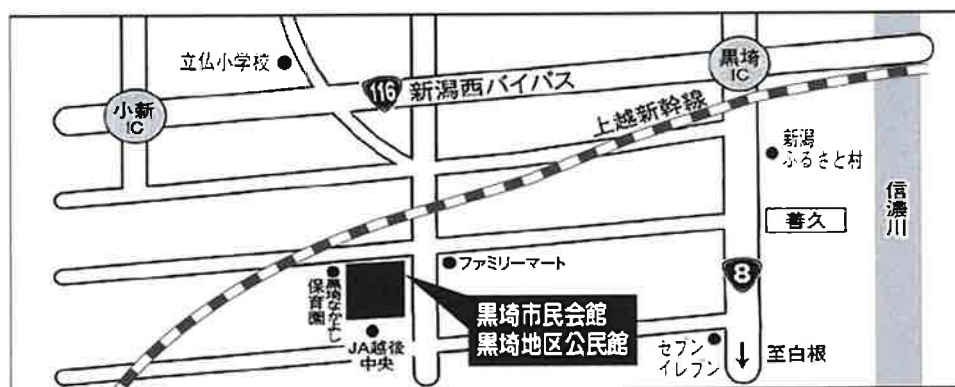 立仏小学校
116 新潟西バイパス
黒埼
IC
小新
IC
上越新幹線
新潟
ふるさと村
信濃川
善久
8
ファミリーマート
黒埼なかよし
保育園
黒埼市民会館
黒埼地区公民館
JA越後
中央
セブン
イレブン
至白根